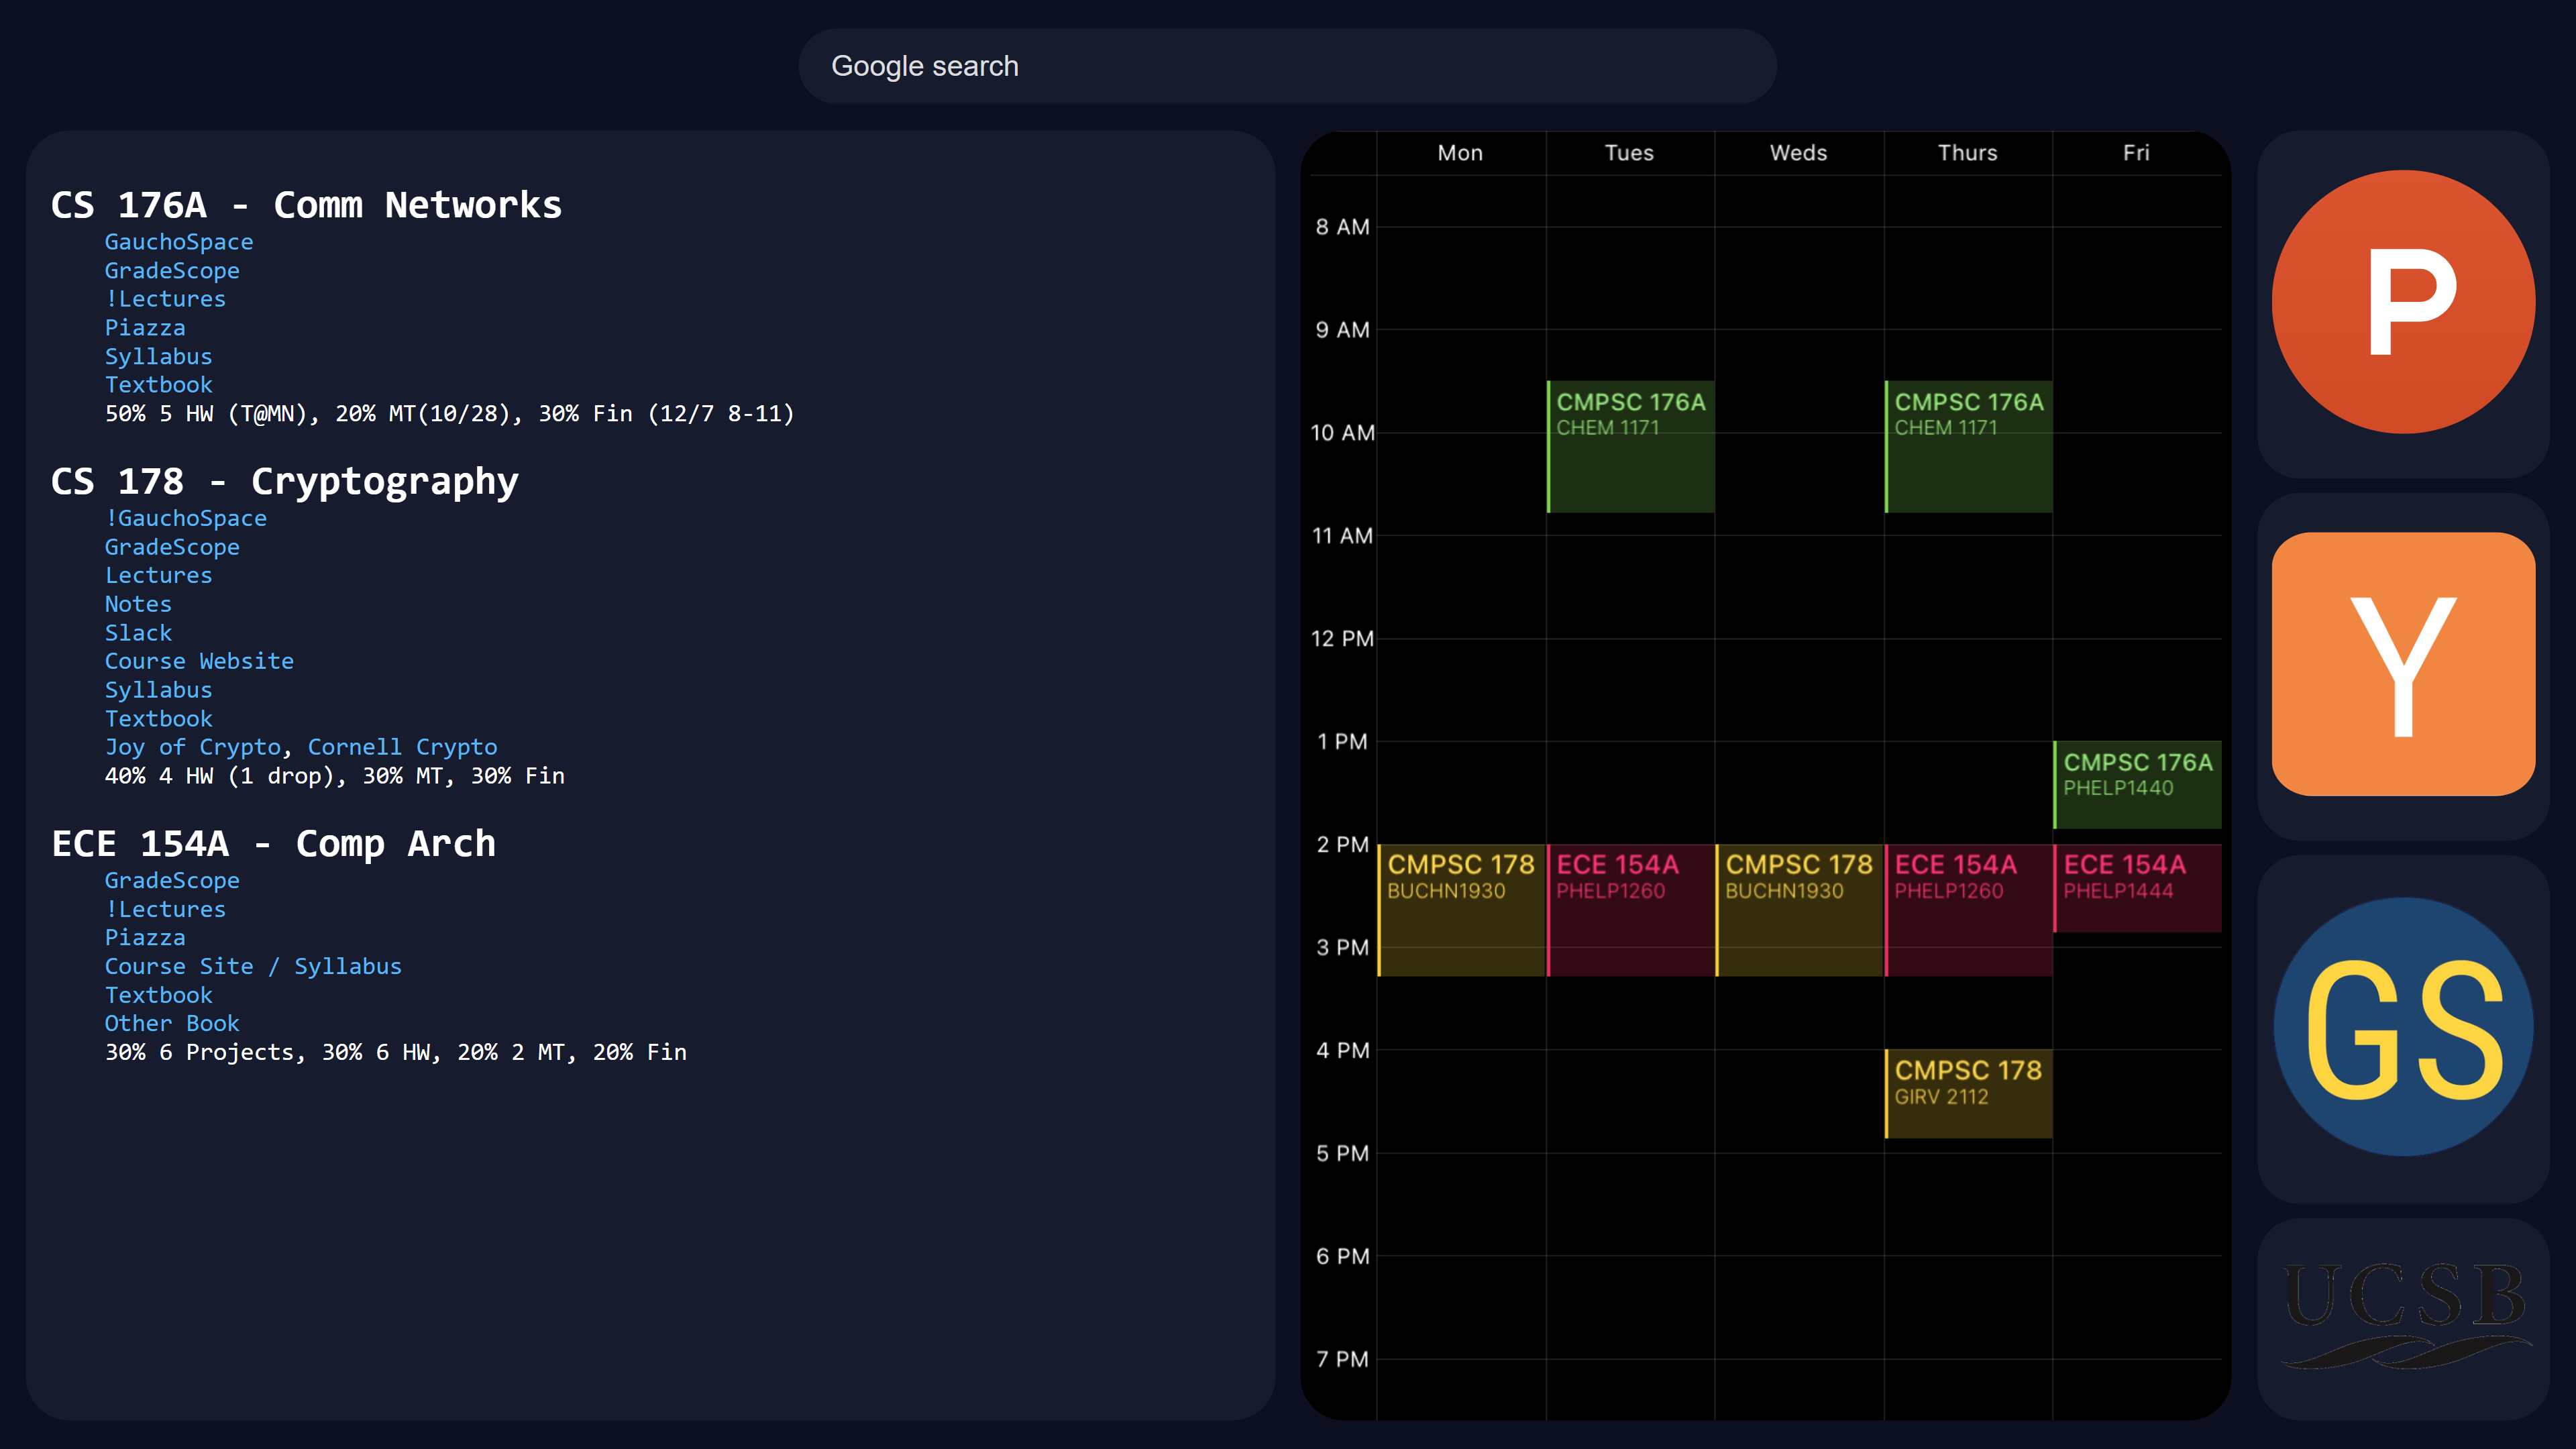 Google search
CS 176A - Comm Networks
GauchoSpace
GradeScope
!Lectures
Piazza
Syllabus
Textbook
50% 5 HW (T@MN), 20% MT(10/28), 30% Fin (12/7 8-11)
CS 178 - Cryptography
!GauchoSpace
GradeScope
Lectures
Notes
Slack
Course Website
Syllabus
Textbook
Joy of Crypto, Cornell Crypto
40% 4 HW (1 drop), 30% MT, 30% Fin
ECE 154A - Comp Arch
GradeScope
!Lectures
Piazza
Course Site / Syllabus
Textbook
Other Book
30% 6 Projects, 30% 6 HW, 20% 2 MT, 20% Fin
Mon Tues Weds Thurs Fri
8 AM
9 AM
CMPSC 176A CMPSC 176A
CHEM 1171 CHEM 1171
10 AM
11 AM
12 PM
1 PM
CMPSC 176A
PHELP1440
2 PM
CMPSC 178 ECE 154A CMPSC 178 ECE 154A ECE 154A
BUCHN1930 PHELP1260 BUCHN1930 PHELP1260 PHELP1444
3 PM
4 PM
CMPSC 178
GIRV 2112
5 PM
6 PM
7 PM
P
Y
GS
UCSB